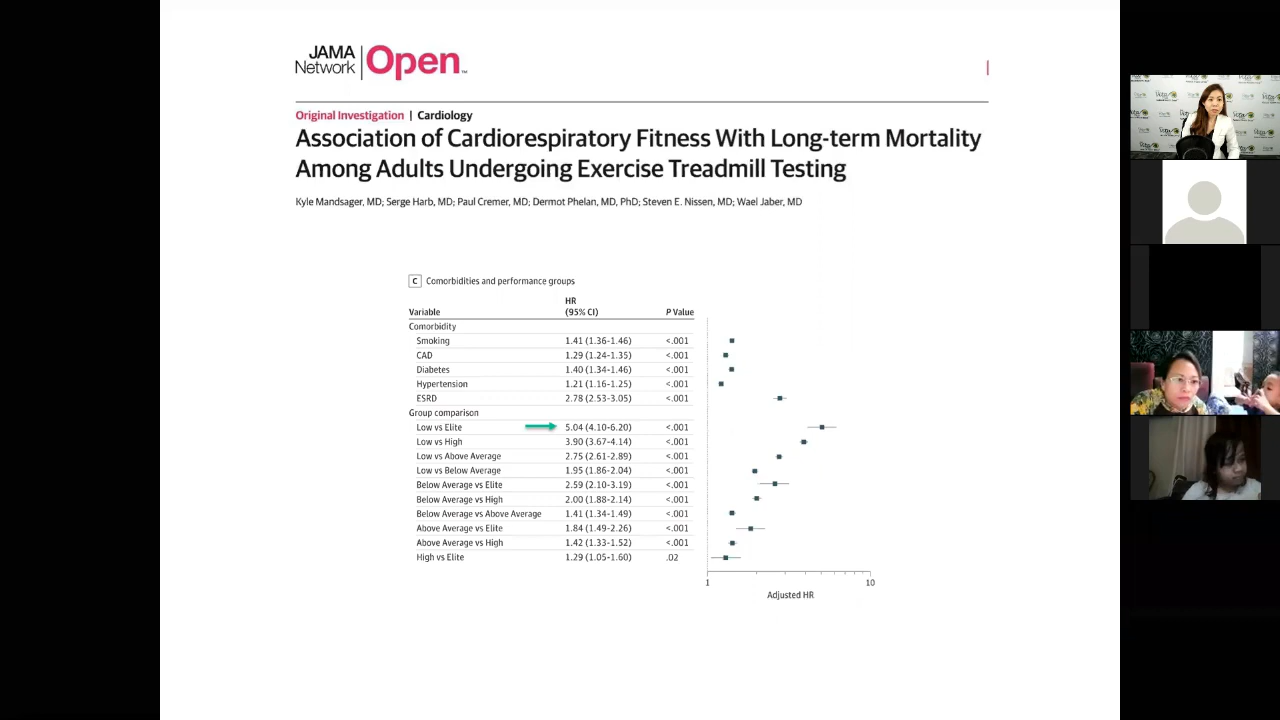 JAMA
Network
Open™
Original Investigation | Cardiology
Association of Cardiorespiratory Fitness With Long-term Mortality
Among Adults Undergoing Exercise Treadmill Testing
Kyle Mandsager, MD; Serge Harb, MD; Paul Cremer, MD; Dermot Phelan, MD, PhD; Steven E. Nissen, MD; Wael Jaber, MD
C Comorbidities and performance groups
Variable HR (95% CI) P Value
Comorbidity
Smoking 1.41 (1.36-1.46) <.001
CAD 1.29 (1.24-1.35) <.001
Diabetes 1.40 (1.34-1.46) <.001
Hypertension 1.21 (1.16-1.25) <.001
ESRD 2.78 (2.53-3.05) <.001
Group comparison
Low vs Elite 5.04 (4.10-6.20) <.001
Low vs High 3.90 (3.67-4.14) <.001
Low vs Above Average 2.75 (2.61-2.89) <.001
Low vs Below Average 1.95 (1.86-2.04) <.001
Below Average vs Elite 2.59 (2.10-3.19) <.001
Below Average vs High 2.00 (1.88-2.14) <.001
Below Average vs Above Average 1.41 (1.34-1.49) <.001
Above Average vs Elite 1.84 (1.49-2.26) <.001
Above Average vs High 1.42 (1.33-1.52) <.001
High vs Elite 1.29 (1.05-1.60) .02
1 10
Adjusted HR